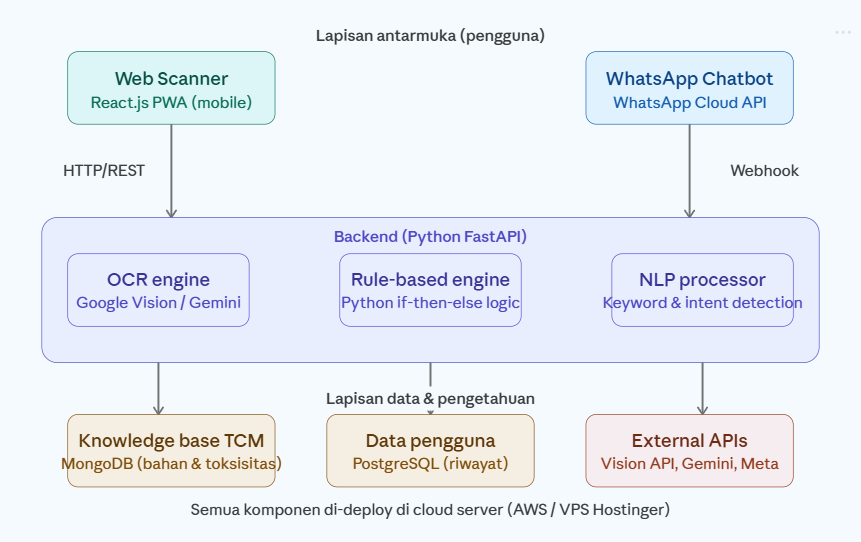 Lapisan antarmuka (pengguna)
Web Scanner
React.js PWA (mobile)
WhatsApp Chatbot
WhatsApp Cloud API
HTTP/REST
Webhook
Backend (Python FastAPI)
OCR engine
Google Vision / Gemini
Rule-based engine
Python if-then-else logic
NLP processor
Keyword & intent detection
Lapisan data & pengetahuan
Knowledge base TCM
MongoDB (bahan & toksisitas)
Data pengguna
PostgreSQL (riwayat)
External APIs
Vision API, Gemini, Meta
Semua komponen di-deploy di cloud server (AWS / VPS Hostinger)